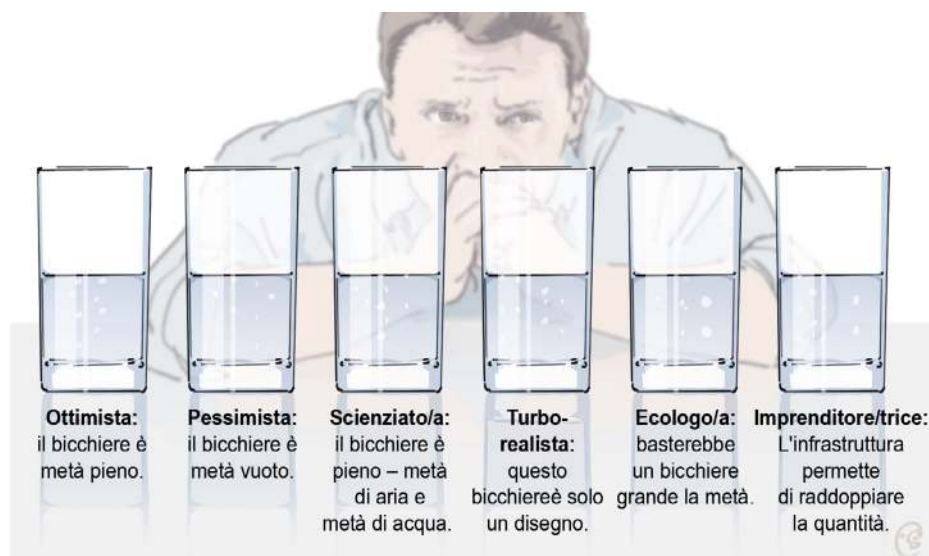 Ottimista:
il bicchiere è
metà pieno.
Pessimista:
il bicchiere è
metà vuoto.
Scienziato/a:
il bicchiere è
pieno – metà
di aria e
metà di acqua.
Turbo-
realista:
questo
bicchiereè solo
un disegno.
Ecologo/a:
basterebbe
un bicchiere
grande la metà.
Imprenditore/trice:
L'infrastruttura
permette
di raddoppiare
la quantità.